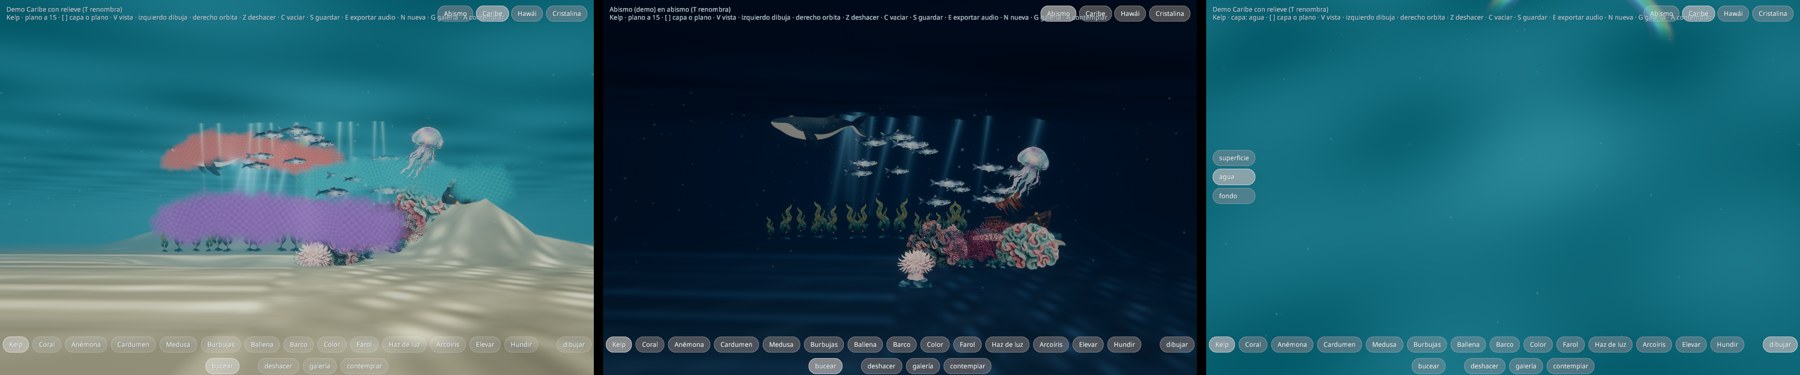 Demo Caribe con relieve (T renombra)
Kelp · plano a 15 · [ ] capa o plano · V vista · izquierdo dibuja · derecho orbita · Z deshacer · C vaciar · S guardar · E exportar audio · N nueva · G
Abismo Caribe Hawái Cristalina
Kelp Coral Anémona Cardumen Medusa Burbujas Ballena Barco Color Farol Haz de luz Arcoíris Elevar Hundir dibujar
bucear deshacer galería contemplar
Abismo (demo) en abismo (T renombra)
Kelp · plano a 15 · [ ] capa o plano · V vista · izquierdo dibuja · derecho orbita · Z deshacer · C vaciar · S guardar · E exportar audio · N nueva · G
Abismo Caribe Hawái Cristalina
Kelp Coral Anémona Cardumen Medusa Burbujas Ballena Barco Color Farol Haz de luz Arcoíris Elevar Hundir dibujar
bucear deshacer galería contemplar
Demo Caribe con relieve (T renombra)
Kelp · capa: agua · [ ] capa o plano · V vista · izquierdo dibuja · derecho orbita · Z deshacer · C vaciar · S guardar · E exportar audio · N nueva · G
Abismo Caribe Hawái Cristalina
superficie
agua
fondo
Kelp Coral Anémona Cardumen Medusa Burbujas Ballena Barco Color Farol Haz de luz Arcoíris Elevar Hundir dibujar
bucear deshacer galería contemplar